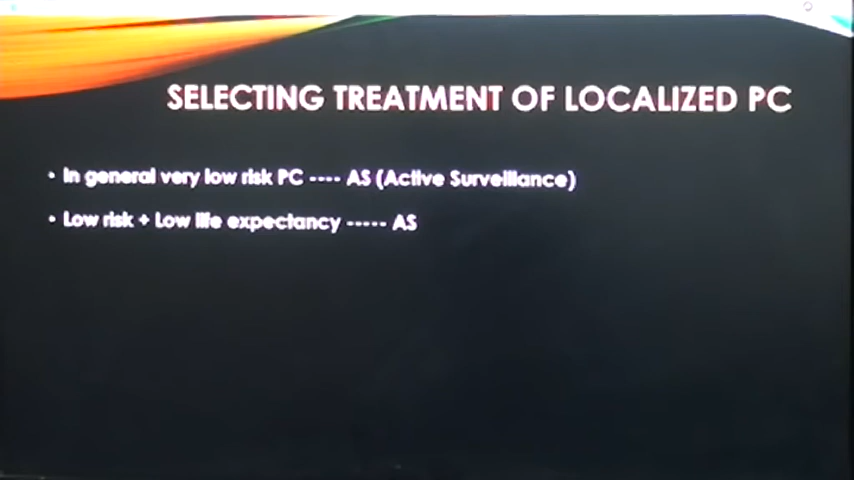 SELECTING TREATMENT OF LOCALIZED PC
• In general very low risk PC ---- AS (Active Surveillance)
• Low risk + Low life expectancy ----- AS